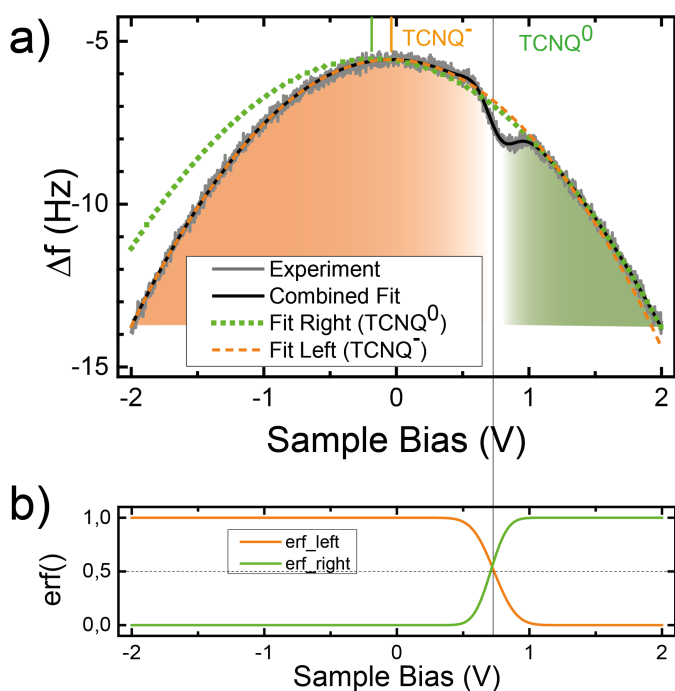 a)
TCNQ⁻
TCNQ⁰
-5
-10
-15
Δf (Hz)
Experiment
Combined Fit
Fit Right (TCNQ⁰)
Fit Left (TCNQ⁻)
-2 -1 0 1 2
Sample Bias (V)
b)
1,0
0,5
0,0
erf()
erf_left
erf_right
-2 -1 0 1 2
Sample Bias (V)